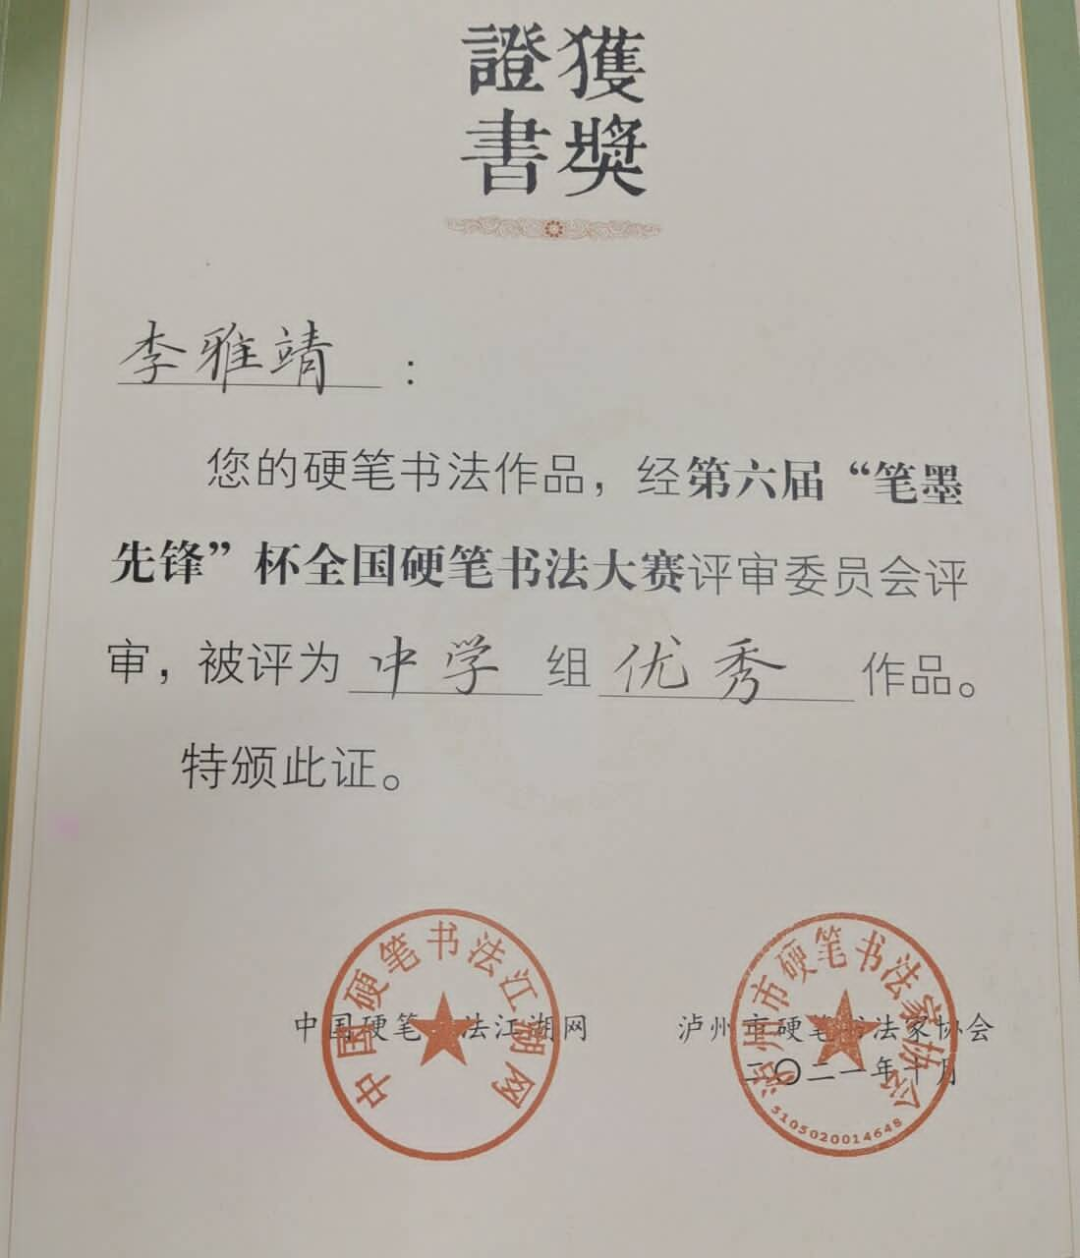 獲獎
證書
李雅靖：
您的硬笔书法作品，经第六届“笔墨
先锋”杯全国硬笔书法大赛评审委员会评
审，被评为中学组优秀作品。
特颁此证。
中国硬笔书法江湖网
泸州市硬笔书法家协会
二〇二一年十月
中国硬笔书法江湖网
泸州市硬笔书法家协会
5105020014648